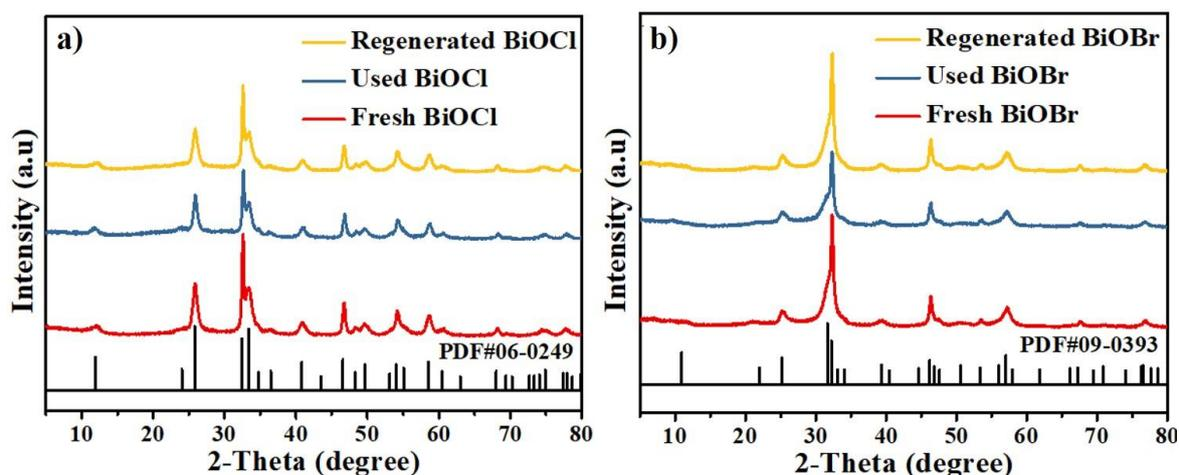 a)
Regenerated BiOCl
Used BiOCl
Fresh BiOCl
PDF#06-0249
Intensity (a.u)
10 20 30 40 50 60 70 80
2-Theta (degree)
b)
Regenerated BiOBr
Used BiOBr
Fresh BiOBr
PDF#09-0393
Intensity (a.u)
10 20 30 40 50 60 70 80
2-Theta (degree)